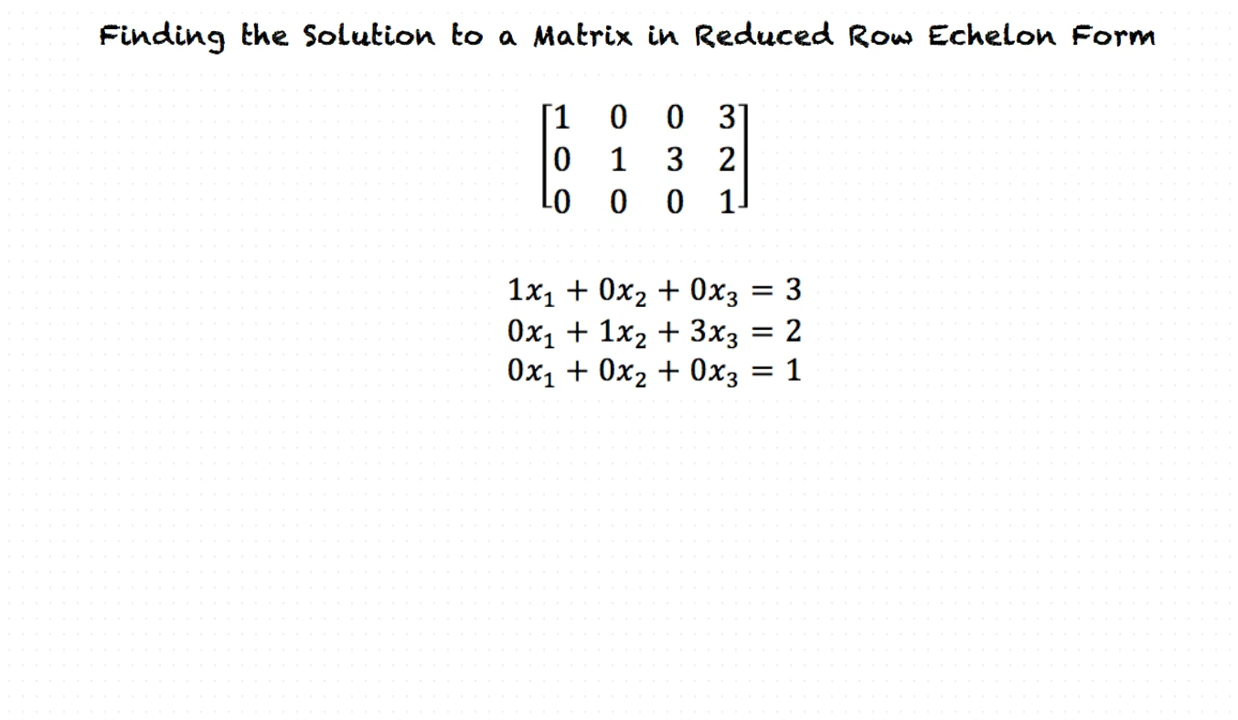 Finding the Solution to a Matrix in Reduced Row Echelon Form
1 0 0 3
0 1 3 2
0 0 0 1
1x₁ + 0x₂ + 0x₃ = 3
0x₁ + 1x₂ + 3x₃ = 2
0x₁ + 0x₂ + 0x₃ = 1